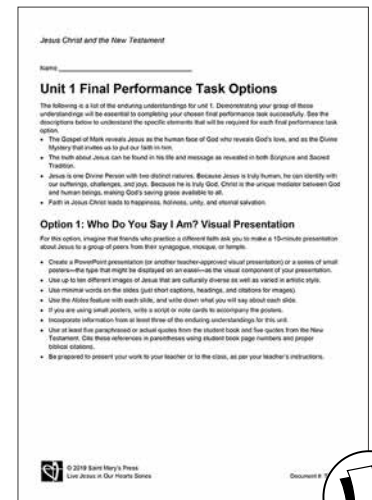 Jesus Christ and the New Testament
Name
Unit 1 Final Performance Task Options
The following is a list of the enduring understandings for unit 1. Demonstrating your grasp of these
understandings will be essential to completing your chosen final performance task successfully. See the
descriptions below to understand the specific elements that will be required for each final performance task
option.
• The Gospel of Mark reveals Jesus as the human face of God who reveals God's love, and as the Divine
Mystery that invites us to put our faith in him.
• The truth about Jesus can be found in his life and message as revealed in both Scripture and Sacred
Tradition.
• Jesus is one Divine Person with two distinct natures. Because Jesus is truly human, he can identify with
our sufferings, challenges, and joys. Because he is truly God, Christ is the unique mediator between God
and human beings, making God's saving grace available to all.
• Faith in Jesus Christ leads to happiness, holiness, unity, and eternal salvation.
Option 1: Who Do You Say I Am? Visual Presentation
For this option, imagine that friends who practice a different faith ask you to make a 10-minute presentation
about Jesus to a group of peers from their synagogue, mosque, or temple.
• Create a PowerPoint presentation (or another teacher-approved visual presentation) or a series of small
posters—the type that might be displayed on an easel—as the visual component of your presentation.
• Use up to ten different images of Jesus that are culturally diverse as well as varied in artistic style.
• Use minimal words on the slides (just short captions, headings, and citations for images).
• Use the Notes feature with each slide, and write down what you will say about each slide.
• If you are using small posters, write a script or note cards to accompany the posters.
• Incorporate information from at least three of the enduring understandings for this unit.
• Use at least five paraphrased or actual quotes from the student book and five quotes from the New
Testament. Cite these references in parentheses using student book page numbers and proper
biblical citations.
• Be prepared to present your work to your teacher or to the class, as per your teacher's instructions.
© 2019 Saint Mary's Press
Live Jesus in Our Hearts Series
Document #: